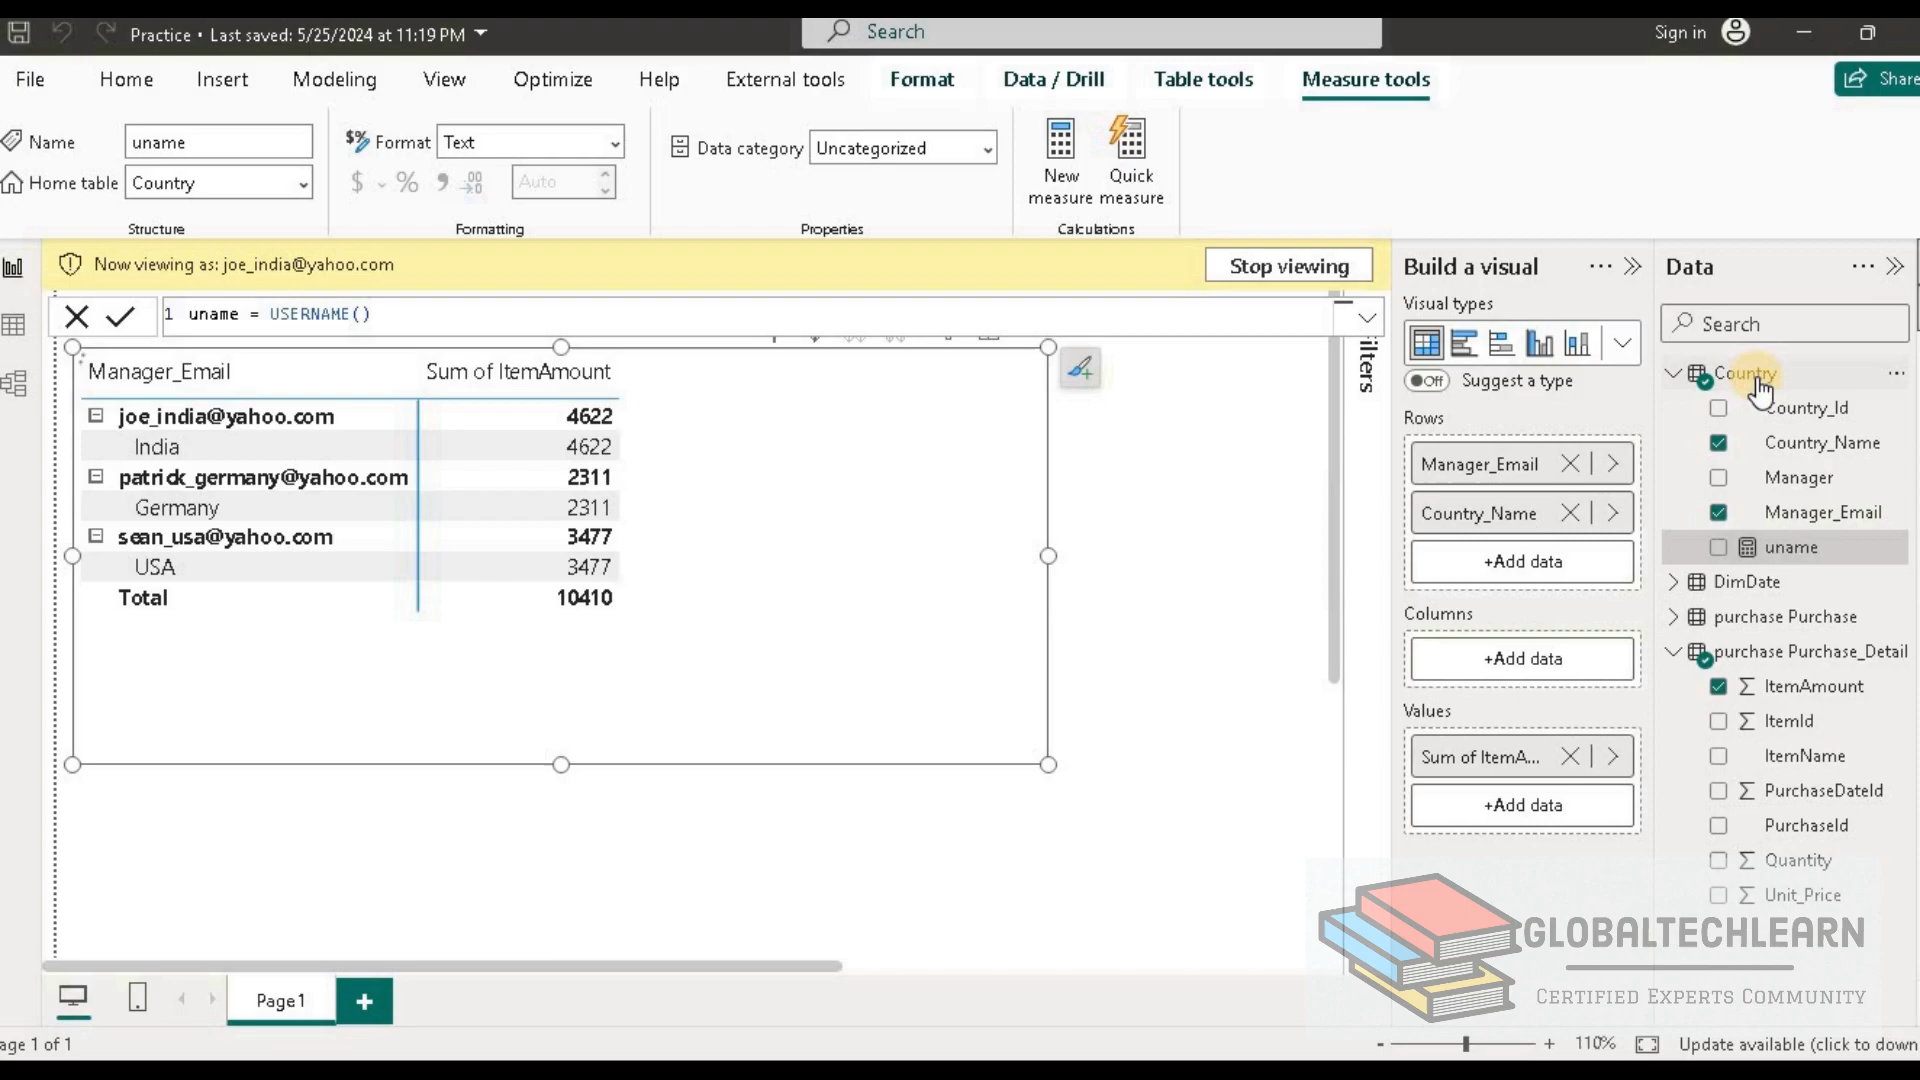 Practice • Last saved: 5/25/2024 at 11:19 PM
Search
Sign in
File
Home
Insert
Modeling
View
Optimize
Help
External tools
Format
Data / Drill
Table tools
Measure tools
Share
Name
uname
Home table
Country
Structure
$% Format
Text
$ % 9 .00 →.0
Auto
Formatting
Data category
Uncategorized
Properties
New measure
Quick measure
Calculations
Now viewing as: joe_india@yahoo.com
Stop viewing
1 uname = USERNAME()
Manager_Email Sum of ItemAmount
joe_india@yahoo.com 4622
India 4622
patrick_germany@yahoo.com 2311
Germany 2311
sean_usa@yahoo.com 3477
USA 3477
Total 10410
ilters
Build a visual
Visual types
Off Suggest a type
Rows
Manager_Email
Country_Name
+Add data
Columns
+Add data
Values
Sum of ItemA...
+Add data
Data
Search
Country
Country_Id
Country_Name
Manager
Manager_Email
uname
DimDate
purchase Purchase
purchase Purchase_Detail
ItemAmount
ItemId
ItemName
PurchaseDateId
PurchaseId
Quantity
Unit_Price
GLOBALTECHLEARN
CERTIFIED EXPERTS COMMUNITY
Page1
+
age 1 of 1
- + 110%
Update available (click to down